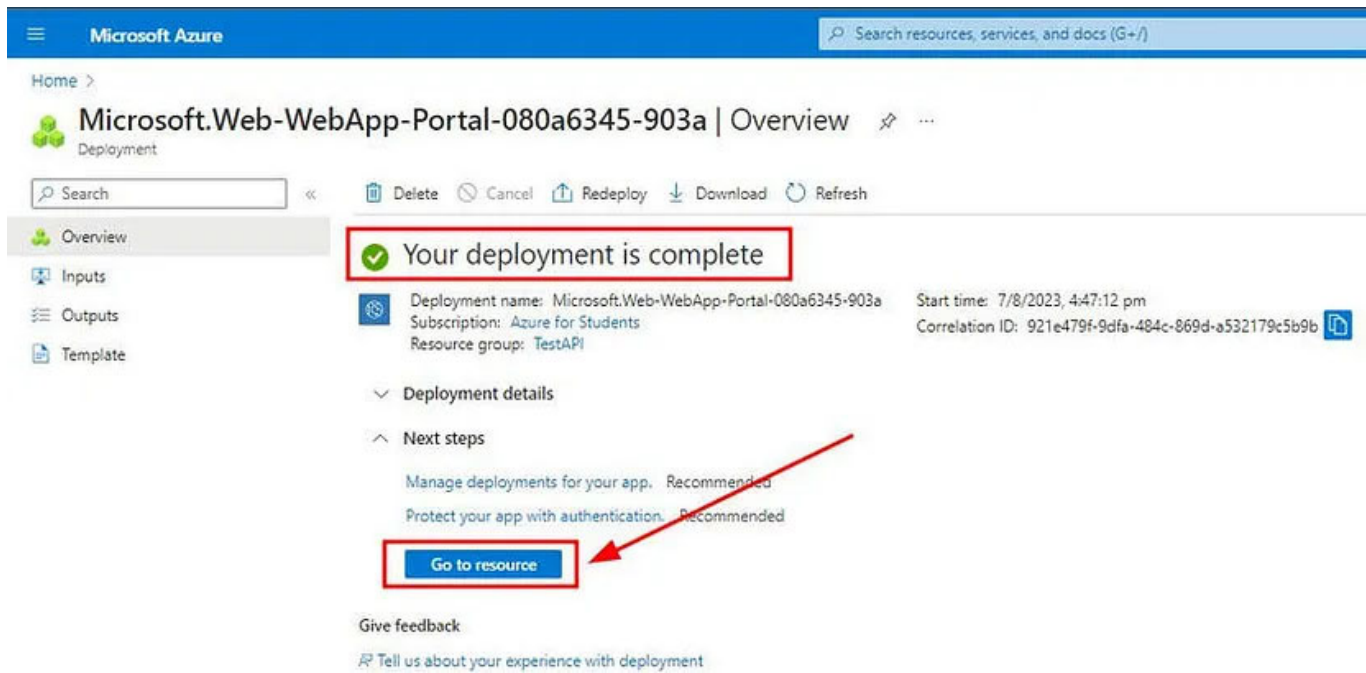 Microsoft Azure
Search resources, services, and docs (G+/)
Home >
Microsoft.Web-WebApp-Portal-080a6345-903a | Overview
Deployment
Search
Delete Cancel Redeploy Download Refresh
Overview
Inputs
Outputs
Template
Your deployment is complete
Deployment name: Microsoft.Web-WebApp-Portal-080a6345-903a
Subscription: Azure for Students
Resource group: TestAPI
Start time: 7/8/2023, 4:47:12 pm
Correlation ID: 921e479f-9dfa-484c-869d-a532179c5b9b
Deployment details
Next steps
Manage deployments for your app. Recommended
Protect your app with authentication. Recommended
Go to resource
Give feedback
Tell us about your experience with deployment